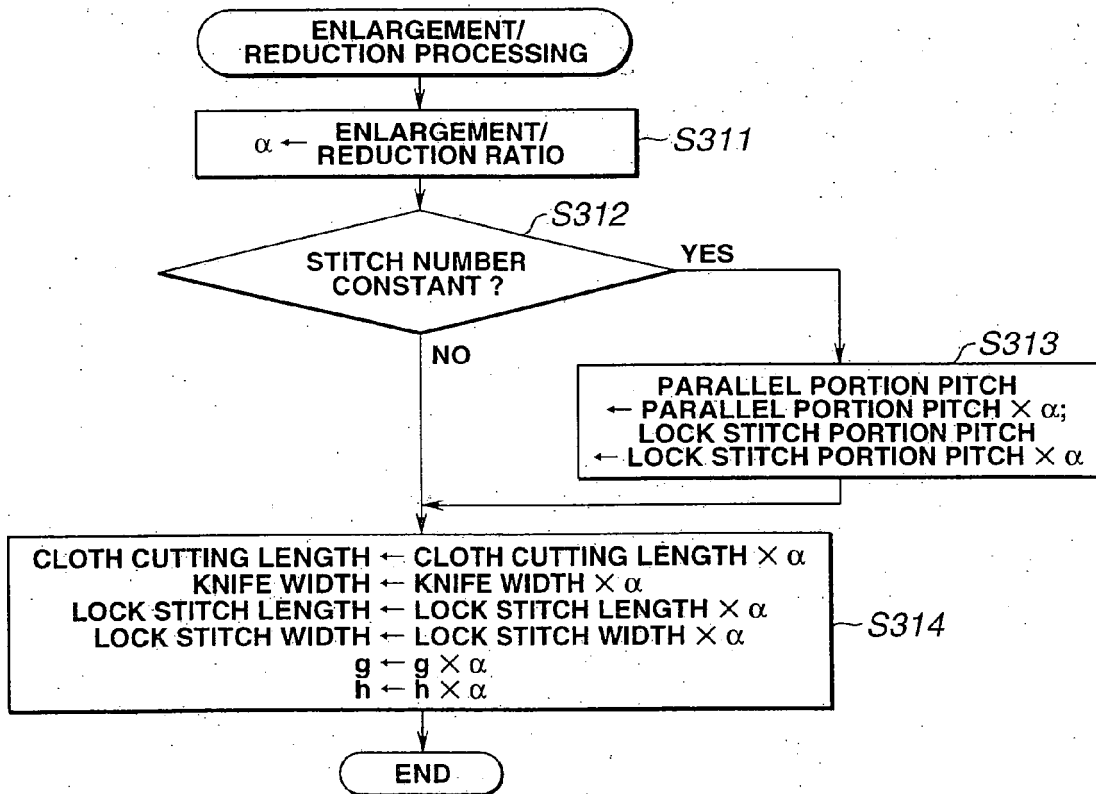 ENLARGEMENT/
REDUCTION PROCESSING
α ← ENLARGEMENT/
REDUCTION RATIO
S311
S312
STITCH NUMBER
CONSTANT ?
YES
NO
S313
PARALLEL PORTION PITCH
← PARALLEL PORTION PITCH × α;
LOCK STITCH PORTION PITCH
← LOCK STITCH PORTION PITCH × α
CLOTH CUTTING LENGTH ← CLOTH CUTTING LENGTH × α
KNIFE WIDTH ← KNIFE WIDTH × α
LOCK STITCH LENGTH ← LOCK STITCH LENGTH × α
LOCK STITCH WIDTH ← LOCK STITCH WIDTH × α
g ← g × α
h ← h × α
S314
END